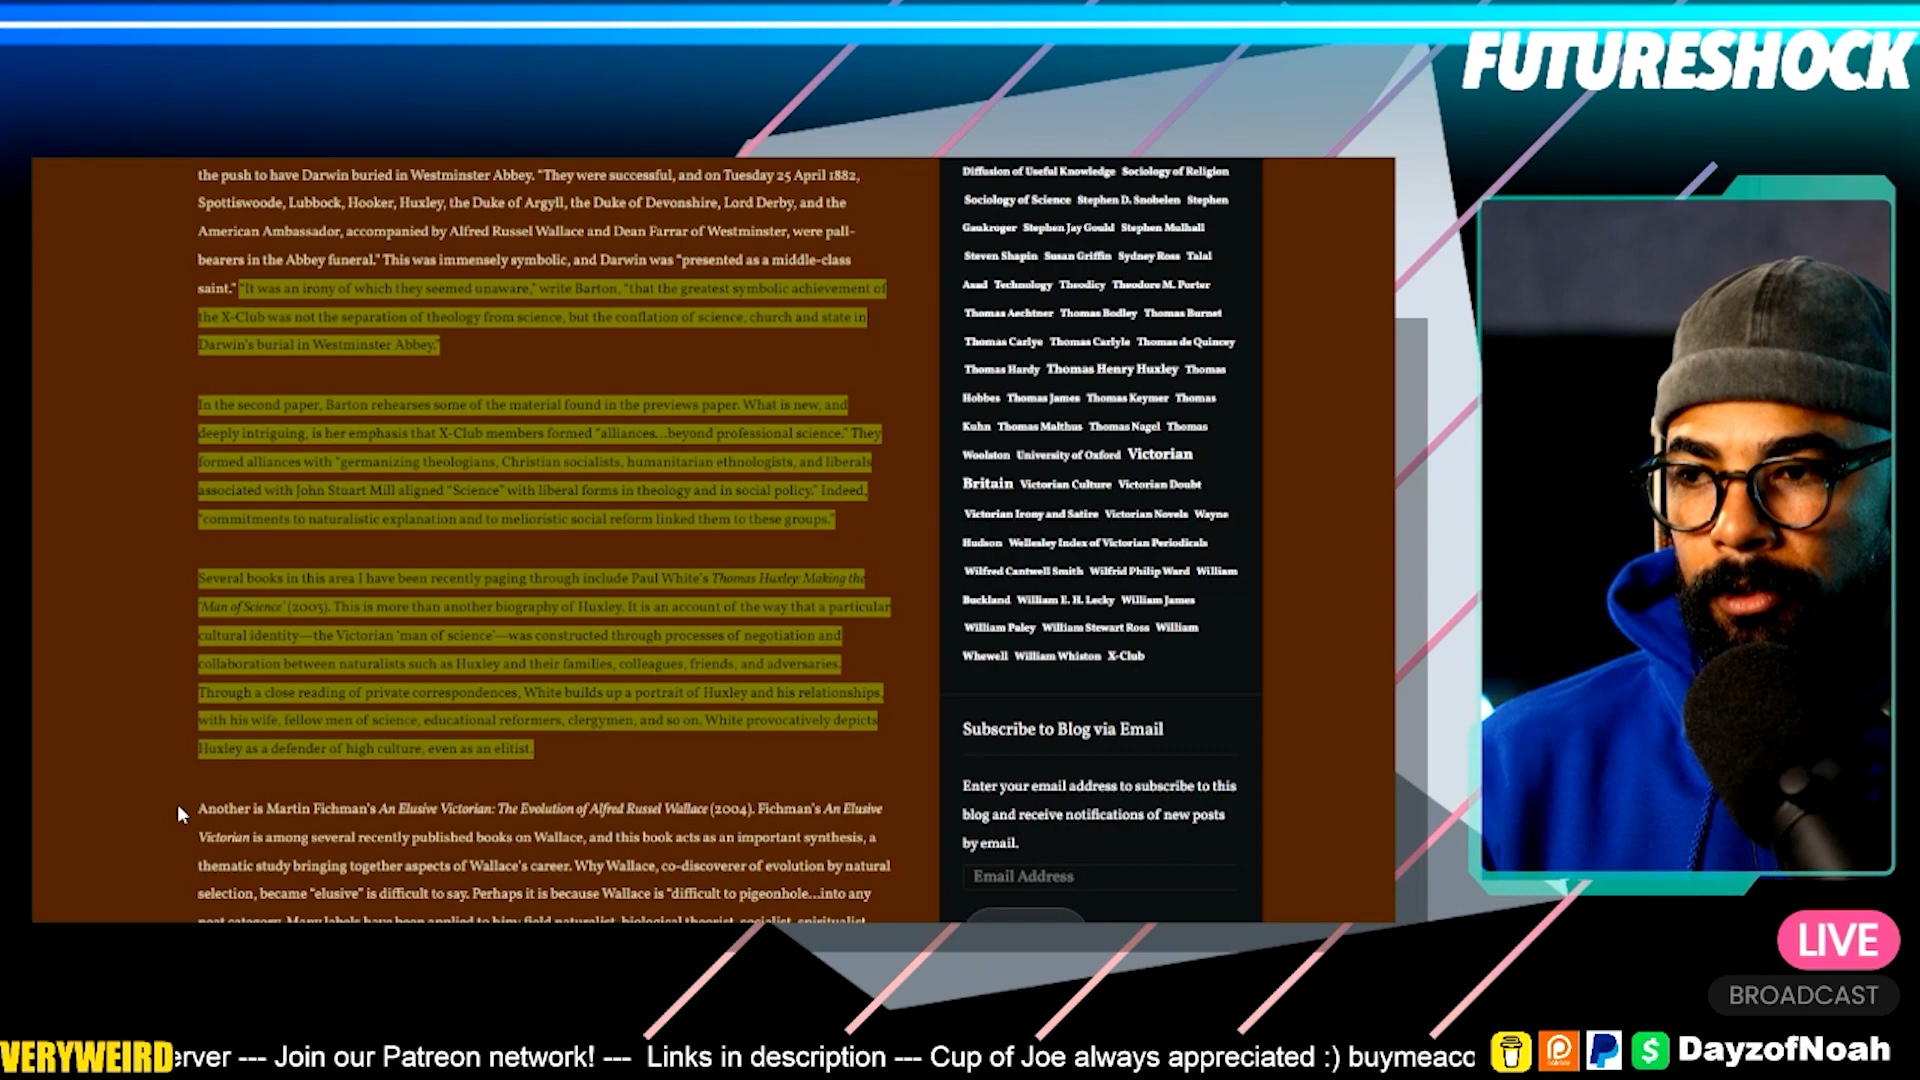 FUTURESHOCK
the push to have Darwin buried in Westminster Abbey. "They were successful, and on Tuesday 25 April 1882,
Spottiswoode, Lubbock, Hooker, Huxley, the Duke of Argyll, the Duke of Devonshire, Lord Derby, and the
American Ambassador, accompanied by Alfred Russel Wallace and Dean Farrar of Westminster, were pall-
bearers in the Abbey funeral." This was immensely symbolic, and Darwin was "presented as a middle-class
saint." "It was an irony of which they seemed unaware," write Barton, "that the greatest symbolic achievement of
the X-Club was not the separation of theology from science, but the conflation of science, church and state in
Darwin's burial in Westminster Abbey."
In the second paper, Barton rehearses some of the material found in the previews paper. What is new, and
deeply intriguing, is her emphasis that X-Club members formed "alliances…beyond professional science." They
formed alliances with "germanizing theologians, Christian socialists, humanitarian ethnologists, and liberals
associated with John Stuart Mill aligned "Science" with liberal forms in theology and in social policy." Indeed,
"commitments to naturalistic explanation and to melioristic social reform linked them to these groups."
Several books in this area I have been recently paging through include Paul White's Thomas Huxley: Making the
'Man of Science' (2003). This is more than another biography of Huxley. It is an account of the way that a particular
cultural identity—the Victorian 'man of science'—was constructed through processes of negotiation and
collaboration between naturalists such as Huxley and their families, colleagues, friends, and adversaries.
Through a close reading of private correspondences, White builds up a portrait of Huxley and his relationships,
with his wife, fellow men of science, educational reformers, clergymen, and so on. White provocatively depicts
Huxley as a defender of high culture, even as an elitist.
Another is Martin Fichman's An Elusive Victorian: The Evolution of Alfred Russel Wallace (2004). Fichman's An Elusive
Victorian is among several recently published books on Wallace, and this book acts as an important synthesis, a
thematic study bringing together aspects of Wallace's career. Why Wallace, co-discoverer of evolution by natural
selection, became "elusive" is difficult to say. Perhaps it is because Wallace is "difficult to pigeonhole…into any
neat category. Many labels have been applied to him: field naturalist, biological theorist, socialist, spiritualist,
Diffusion of Useful Knowledge Sociology of Religion
Sociology of Science Stephen D. Snobelen Stephen
Gaukroger Stephen Jay Gould Stephen Mulhall
Steven Shapin Susan Griffin Sydney Ross Talal
Asad Technology Theodicy Theodore M. Porter
Thomas Aechtner Thomas Bodley Thomas Burnet
Thomas Carlye Thomas Carlyle Thomas de Quincey
Thomas Hardy Thomas Henry Huxley Thomas
Hobbes Thomas James Thomas Keymer Thomas
Kuhn Thomas Malthus Thomas Nagel Thomas
Woolston University of Oxford Victorian
Britain Victorian Culture Victorian Doubt
Victorian Irony and Satire Victorian Novels Wayne
Hudson Wellesley Index of Victorian Periodicals
Wilfred Cantwell Smith Wilfrid Philip Ward William
Buckland William E. H. Lecky William James
William Paley William Stewart Ross William
Whewell William Whiston X-Club
Subscribe to Blog via Email
Enter your email address to subscribe to this
blog and receive notifications of new posts
by email.
Email Address
LIVE
BROADCAST
VERYWEIRD erver --- Join our Patreon network! --- Links in description --- Cup of Joe always appreciated :) buymeaco
DayzofNoah